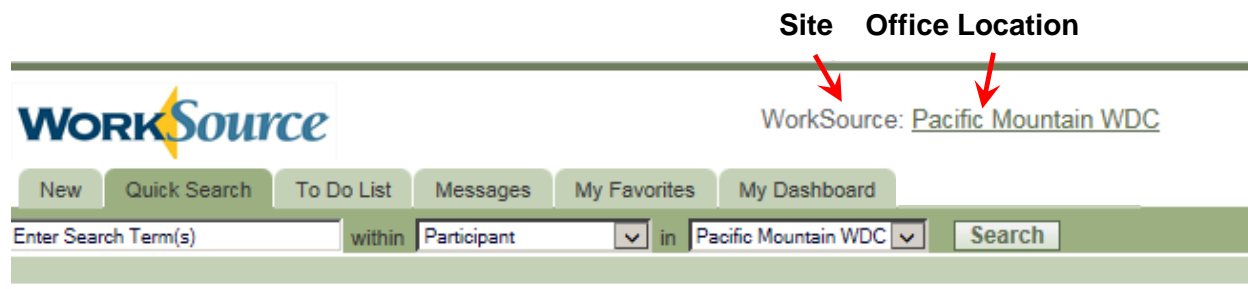 Site Office Location
WorkSource WorkSource: Pacific Mountain WDC
New Quick Search To Do List Messages My Favorites My Dashboard
Enter Search Term(s) within Participant in Pacific Mountain WDC Search